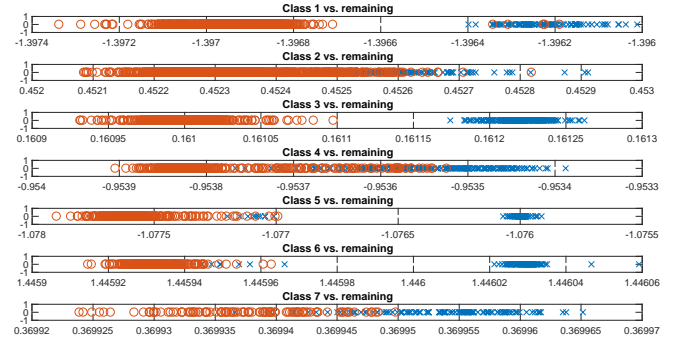 Class 1 vs. remaining
1
0
-1
-1.3974 -1.3972 -1.397 -1.3968 -1.3966 -1.3964 -1.3962 -1.396
Class 2 vs. remaining
1
0
-1
0.452 0.4521 0.4522 0.4523 0.4524 0.4525 0.4526 0.4527 0.4528 0.4529 0.453
Class 3 vs. remaining
1
0
-1
0.1609 0.16095 0.161 0.16105 0.1611 0.16115 0.1612 0.16125 0.1613
Class 4 vs. remaining
1
0
-1
-0.954 -0.9539 -0.9538 -0.9537 -0.9536 -0.9535 -0.9534 -0.9533
Class 5 vs. remaining
1
0
-1
-1.078 -1.0775 -1.077 -1.0765 -1.076 -1.0755
Class 6 vs. remaining
1
0
-1
1.4459 1.44592 1.44594 1.44596 1.44598 1.446 1.44602 1.44604 1.44606
Class 7 vs. remaining
1
0
-1
0.36992 0.369925 0.36993 0.369935 0.36994 0.369945 0.36995 0.369955 0.36996 0.369965 0.36997